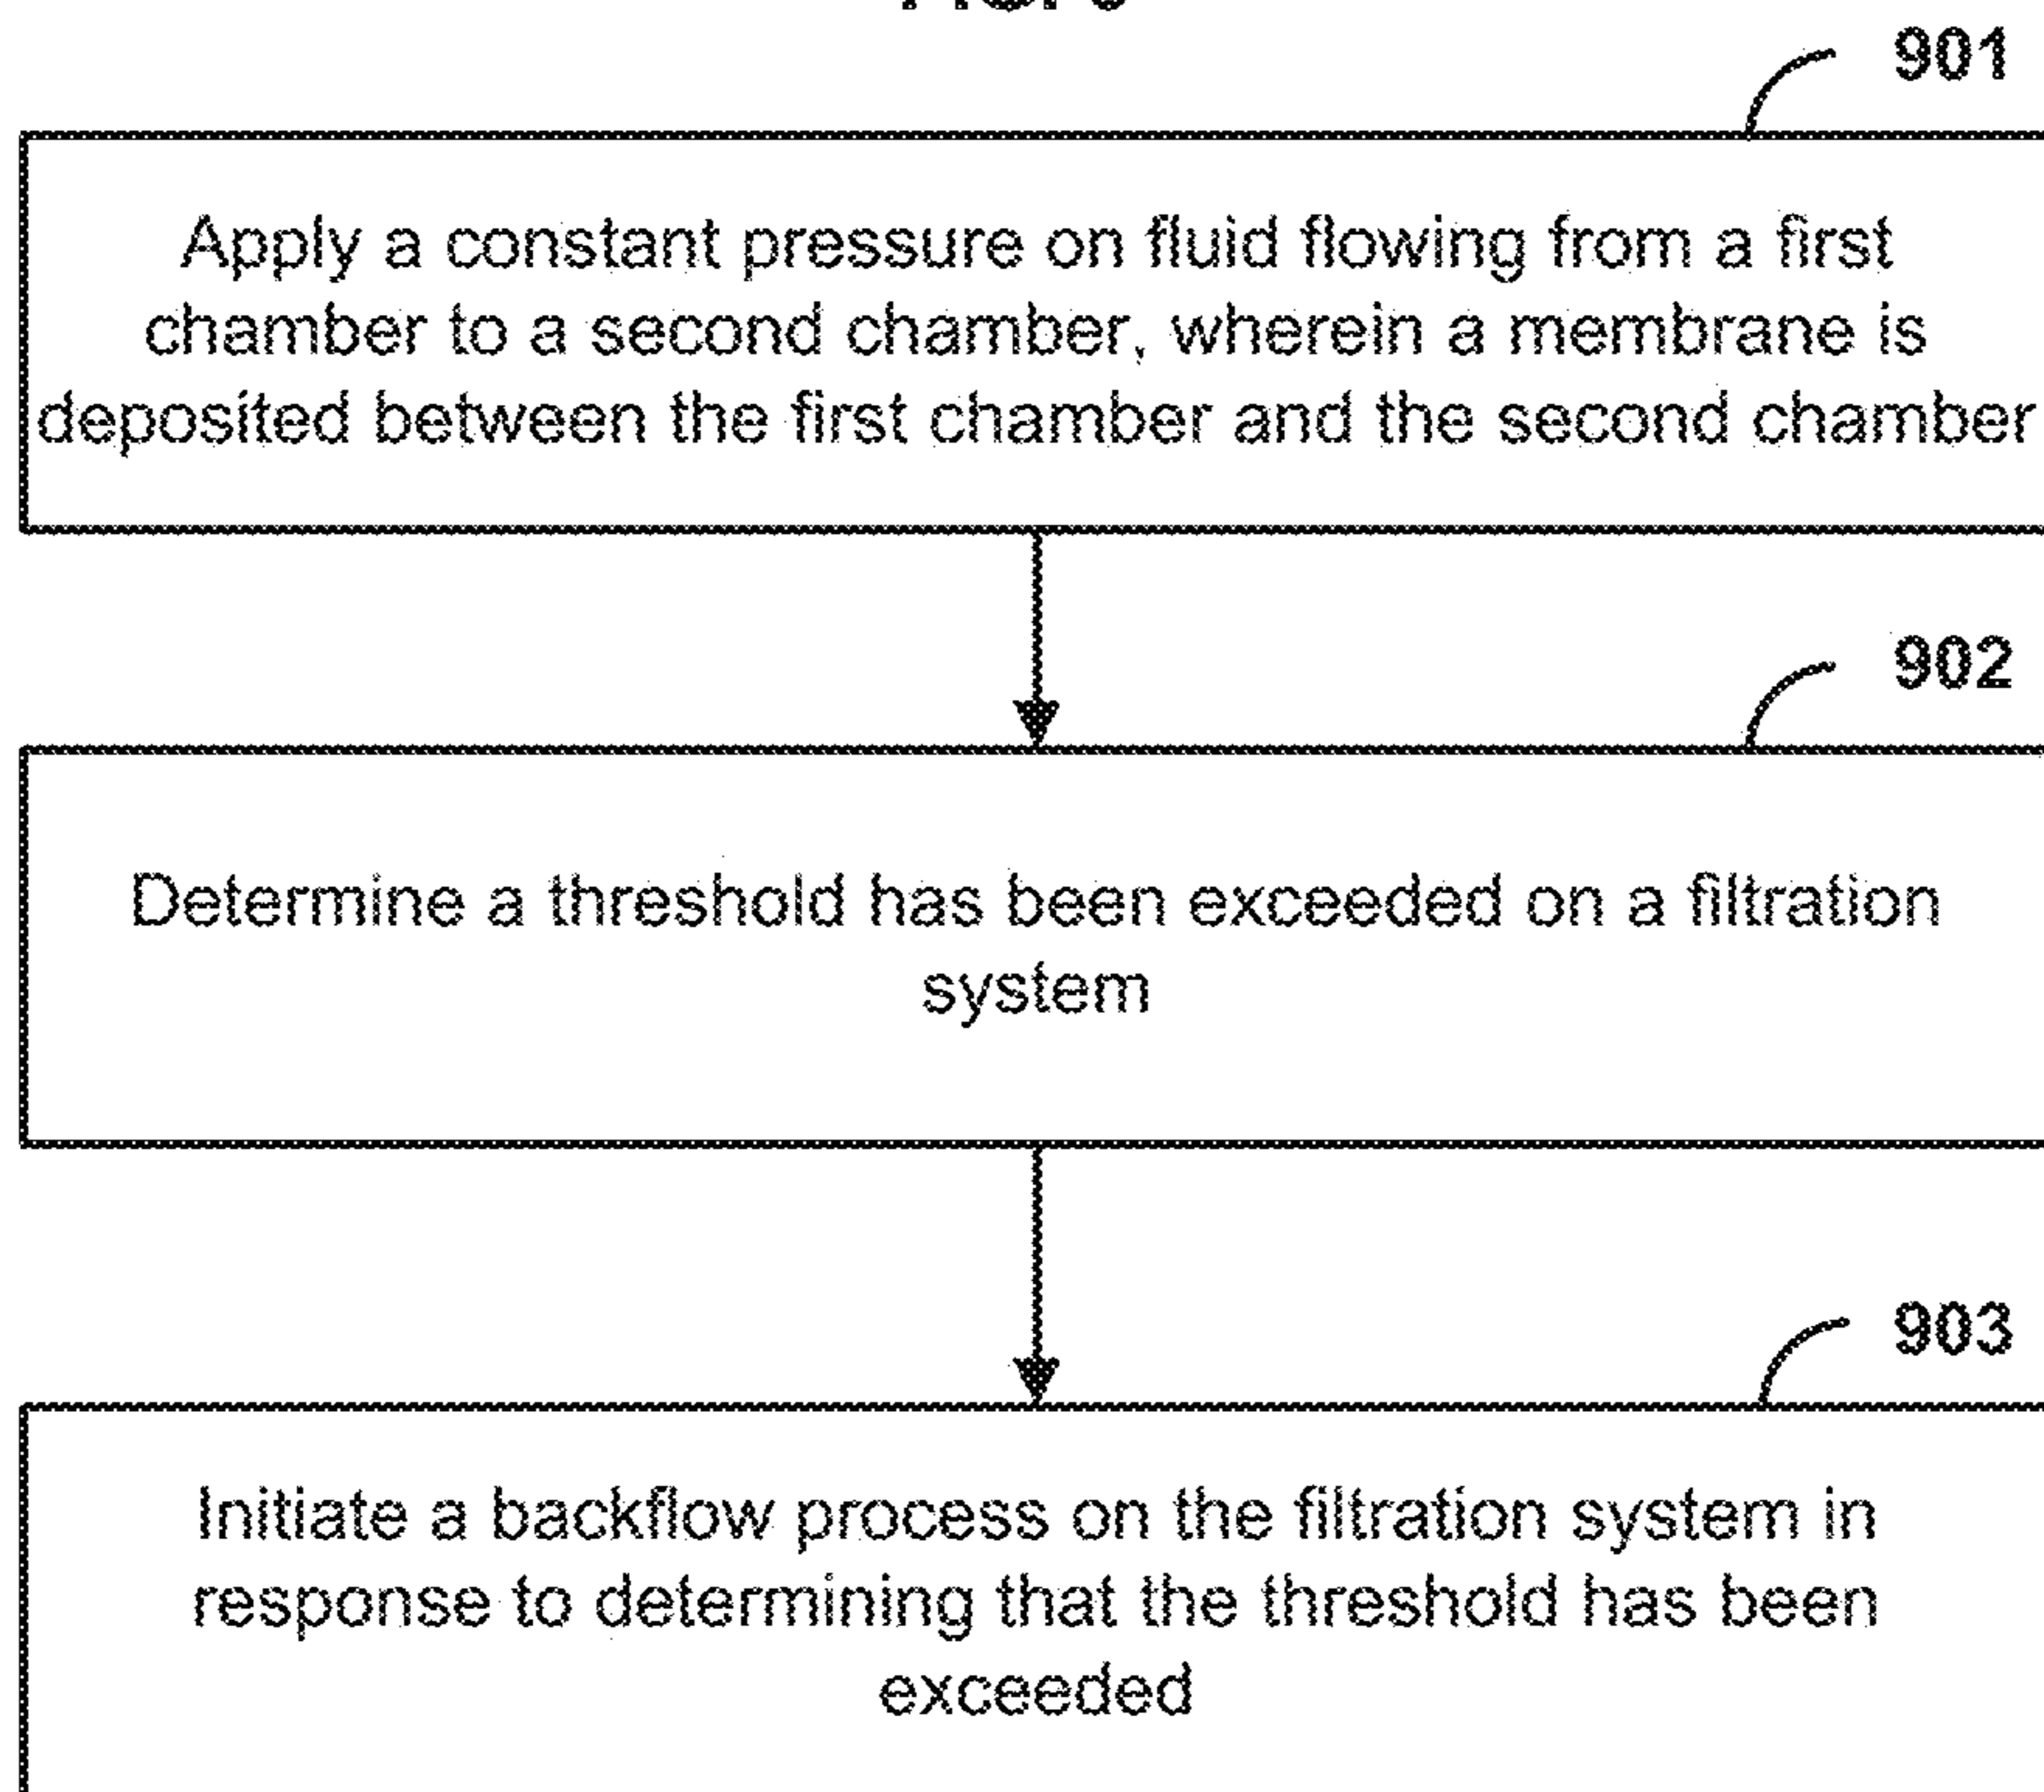 901
Apply a constant pressure on fluid flowing from a first
chamber to a second chamber, wherein a membrane is
deposited between the first chamber and the second chamber
902
Determine a threshold has been exceeded on a filtration
system
903
Initiate a backflow process on the filtration system in
response to determining that the threshold has been
exceeded